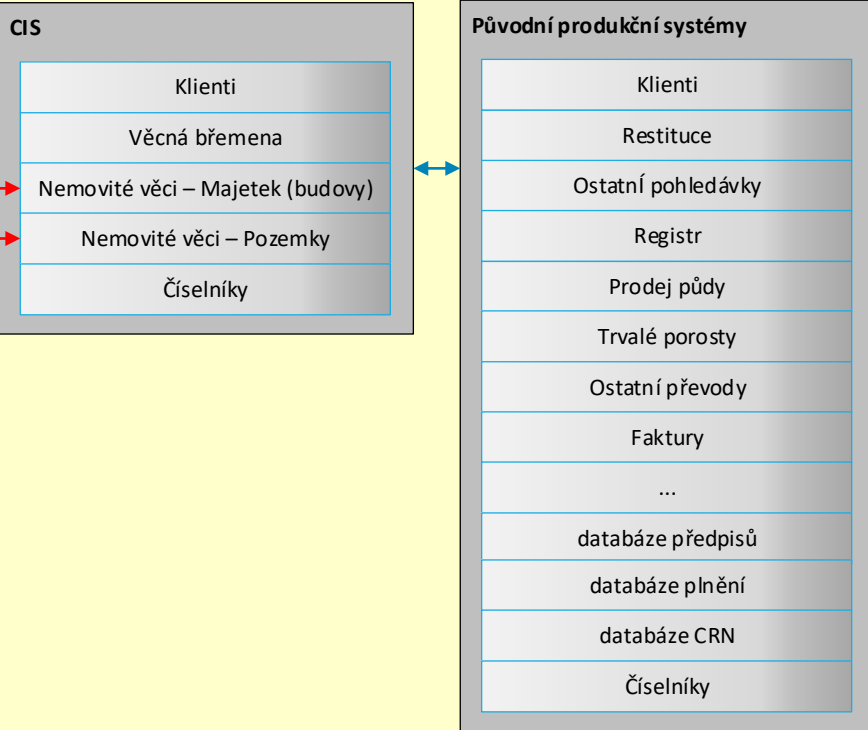 CIS
Klienti
Věcná břemena
Nemovité věci – Majetek (budovy)
Nemovité věci – Pozemky
Číselníky
Původní produkční systémy
Klienti
Restituce
Ostatní pohledávky
Registr
Prodej půdy
Trvalé porosty
Ostatní převody
Faktury
...
databáze předpisů
databáze plnění
databáze CRN
Číselníky